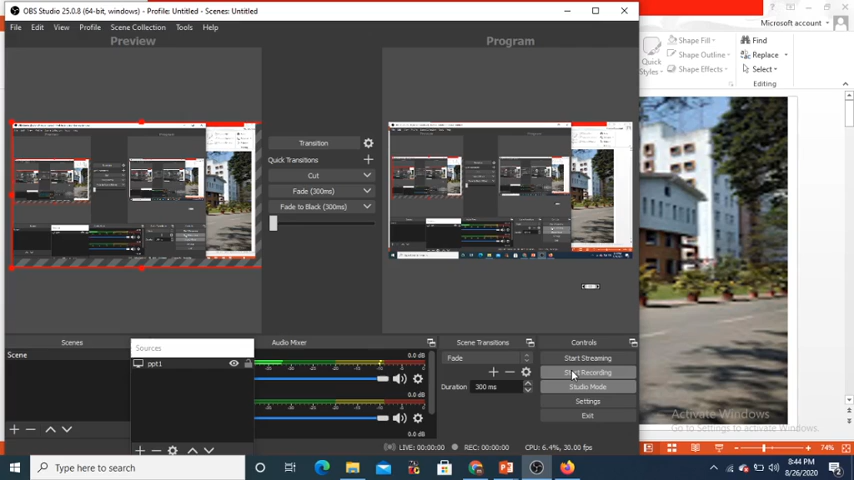 OBS Studio 25.0.8 (64-bit, windows) - Profile: Untitled - Scenes: Untitled
File Edit View Profile Scene Collection Tools Help
Preview
Program
Transition
Quick Transitions
Cut
Fade (300ms)
Fade to Black (300ms)
Scenes
Scene
Sources
ppt1
Audio Mixer
0.0 dB
0.0 dB
0.0 dB
Scene Transitions
Fade
Duration 300 ms
Controls
Start Streaming
Start Recording
Studio Mode
Settings
Exit
LIVE: 00:00:00 REC: 00:00:00 CPU: 6.4%, 30.00 fps
Microsoft account
Quick
Styles
Shape Fill
Shape Outline
Shape Effects
Find
Replace
Select
Editing
Activate Windows
Go to Settings to activate Windows.
74%
Type here to search
8:44 PM
8/26/2020
2